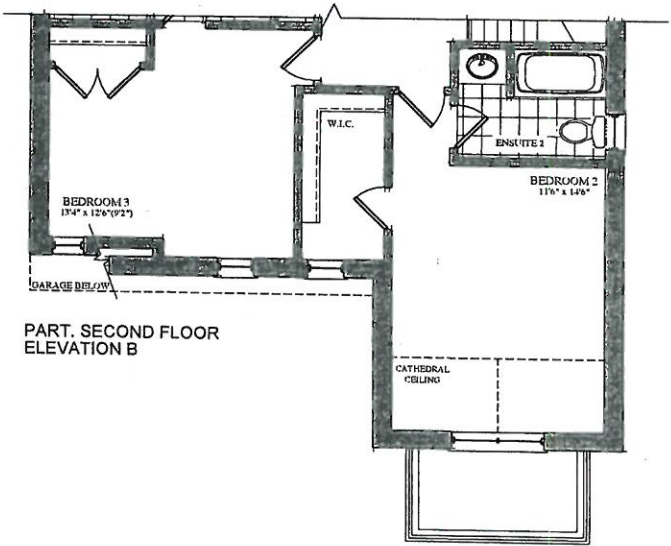 W.I.C.
ENSUITE 2
BEDROOM 2
11'6" x 14'6"
BEDROOM 3
13'4" x 12'6"(9'2")
GARAGE BELOW
PART. SECOND FLOOR
ELEVATION B
CATHEDRAL
CEILING